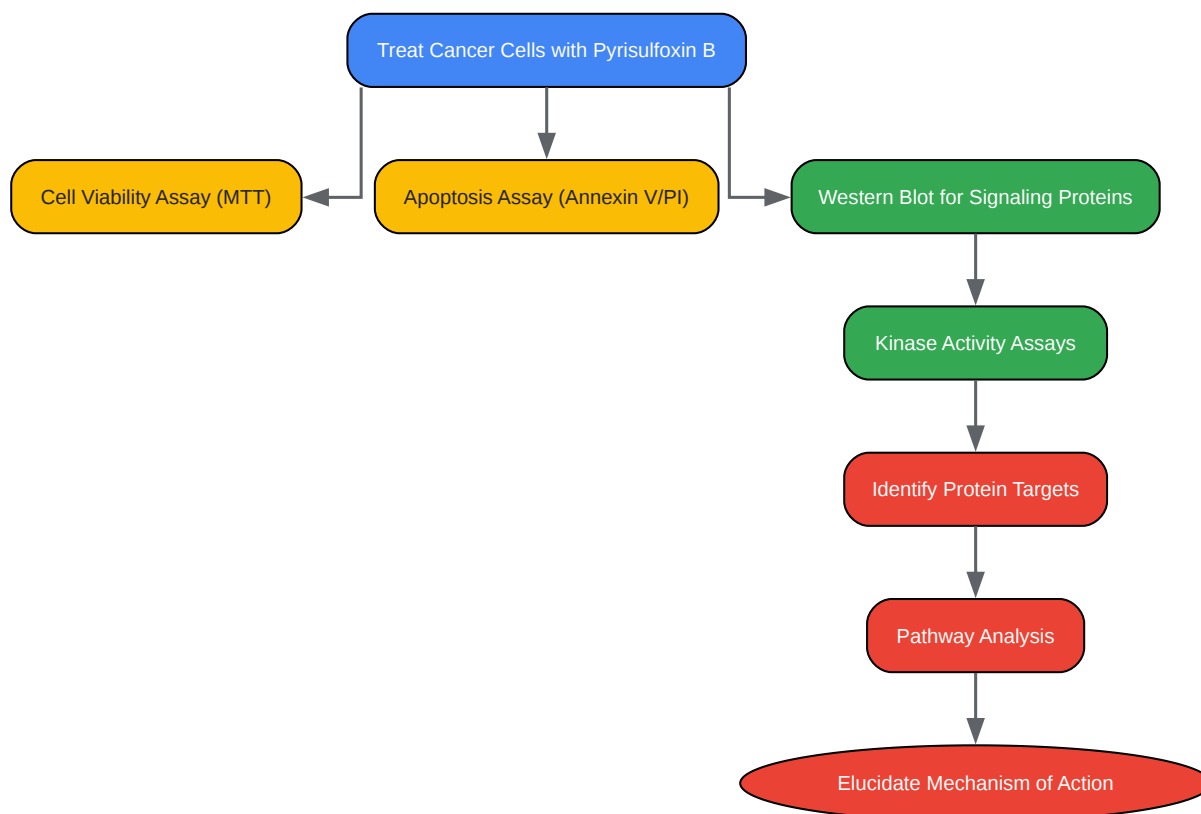 Treat Cancer Cells with Pyrisulfoxin B
Cell Viability Assay (MTT)
Apoptosis Assay (Annexin V/PI)
Western Blot for Signaling Proteins
Kinase Activity Assays
Identify Protein Targets
Pathway Analysis
Elucidate Mechanism of Action